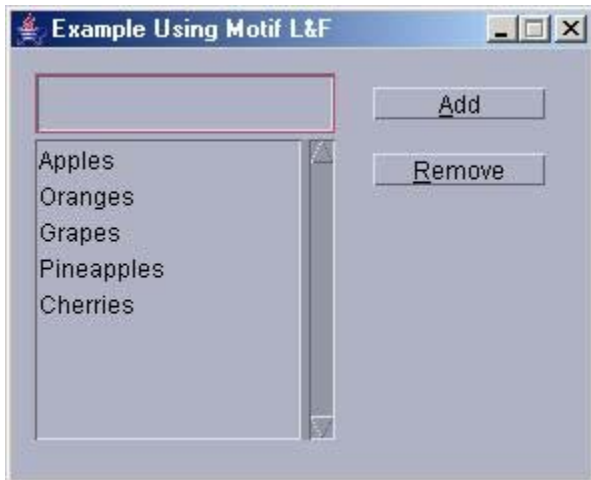 Example Using Motif L&F
Add
Apples
Remove
Oranges
Grapes
Pineapples
Cherries